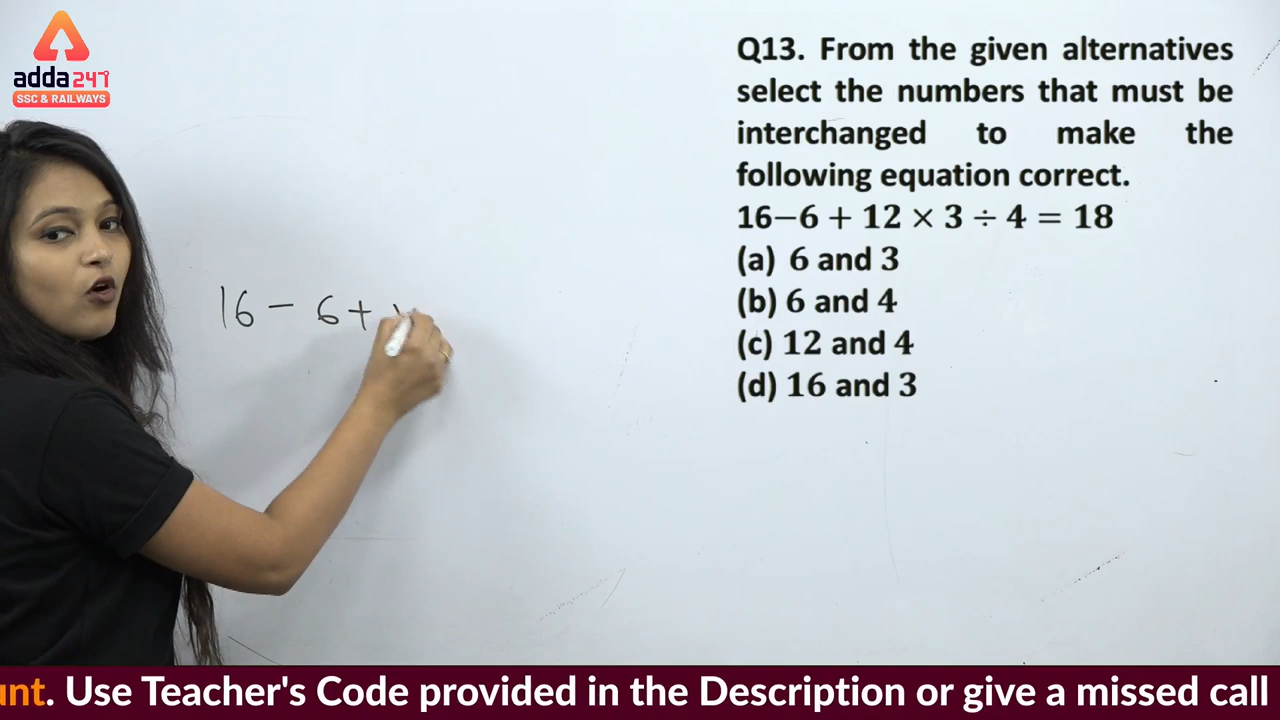 adda247
SSC & RAILWAYS
Q13. From the given alternatives
select the numbers that must be
interchanged to make the
following equation correct.
16−6 + 12 × 3 ÷ 4 = 18
(a) 6 and 3
(b) 6 and 4
(c) 12 and 4
(d) 16 and 3
16 − 6 +
. Use Teacher's Code provided in the Description or give a missed call